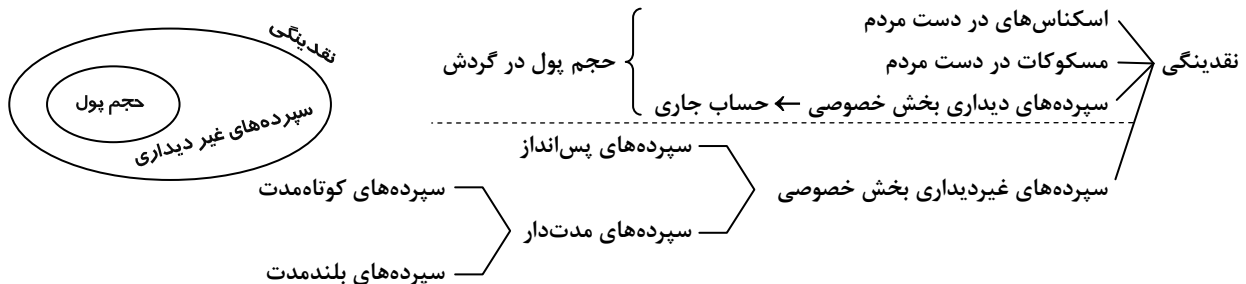 نقدینگی
اسکناس‌های در دست مردم
مسکوکات در دست مردم
سپرده‌های دیداری بخش خصوصی ← حساب جاری
حجم پول در گردش
سپرده‌های غیردیداری بخش خصوصی
سپرده‌های پس‌انداز
سپرده‌های مدت‌دار
سپرده‌های کوتاه‌مدت
سپرده‌های بلندمدت
نقدینگی
حجم پول
سپرده‌های غیر دیداری